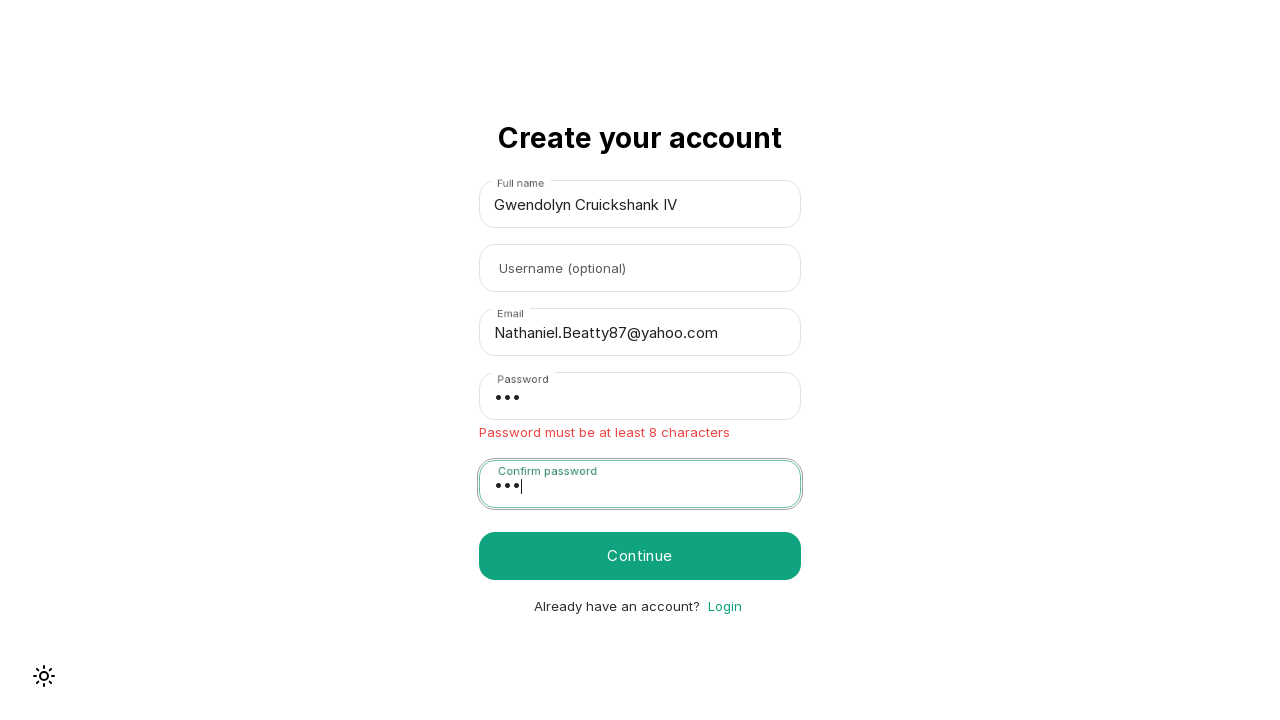 Create your account
Full name
Gwendolyn Cruickshank IV
Username (optional)
Email
Nathaniel.Beatty87@yahoo.com
Password
•••
Password must be at least 8 characters
Confirm password
•••
Continue
Already have an account? Login